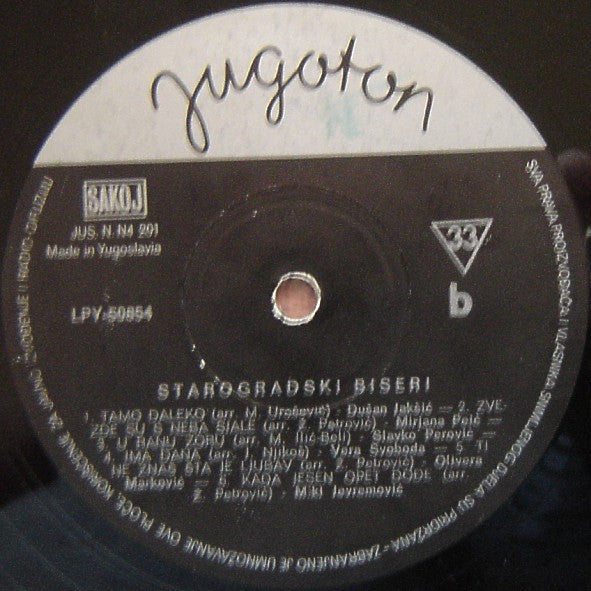 jugoton
SAKOJ
JUS. N. N4 201
Made in Yugoslavia
33
LPY-50854
b
STAROGRADSKI BISERI
1. TAMO DALEKO (arr. M. Urošević) · Dušan Jakšić — 2. ZVE-
ZDE SU S NEBA SJALE (arr. Ž. Petrović) · Mirjana Peić —
3. U RANU ZORU (arr. M. Ilić-Beli) · Slavko Perović —
4. IMA DANA (arr. J. Njikoš) · Vera Svoboda — 5. TI
NE ZNAŠ ŠTA JE LJUBAV (arr. Ž. Petrović) · Olivera
Marković — 6. KADA JESEN OPET DOĐE (arr.
Ž. Petrović) · Miki Jevremović
SVA PRAVA PROIZVOĐAČA I VLASNIKA SNIMLJENOG DJELA SU PRIDRŽANA - ZABRANJENO JE UMNOŽAVANJE OVE PLOČE, KORIŠĆENJE ZA JAVNO IZVOĐENJE U RADIO-DIFUZIJU